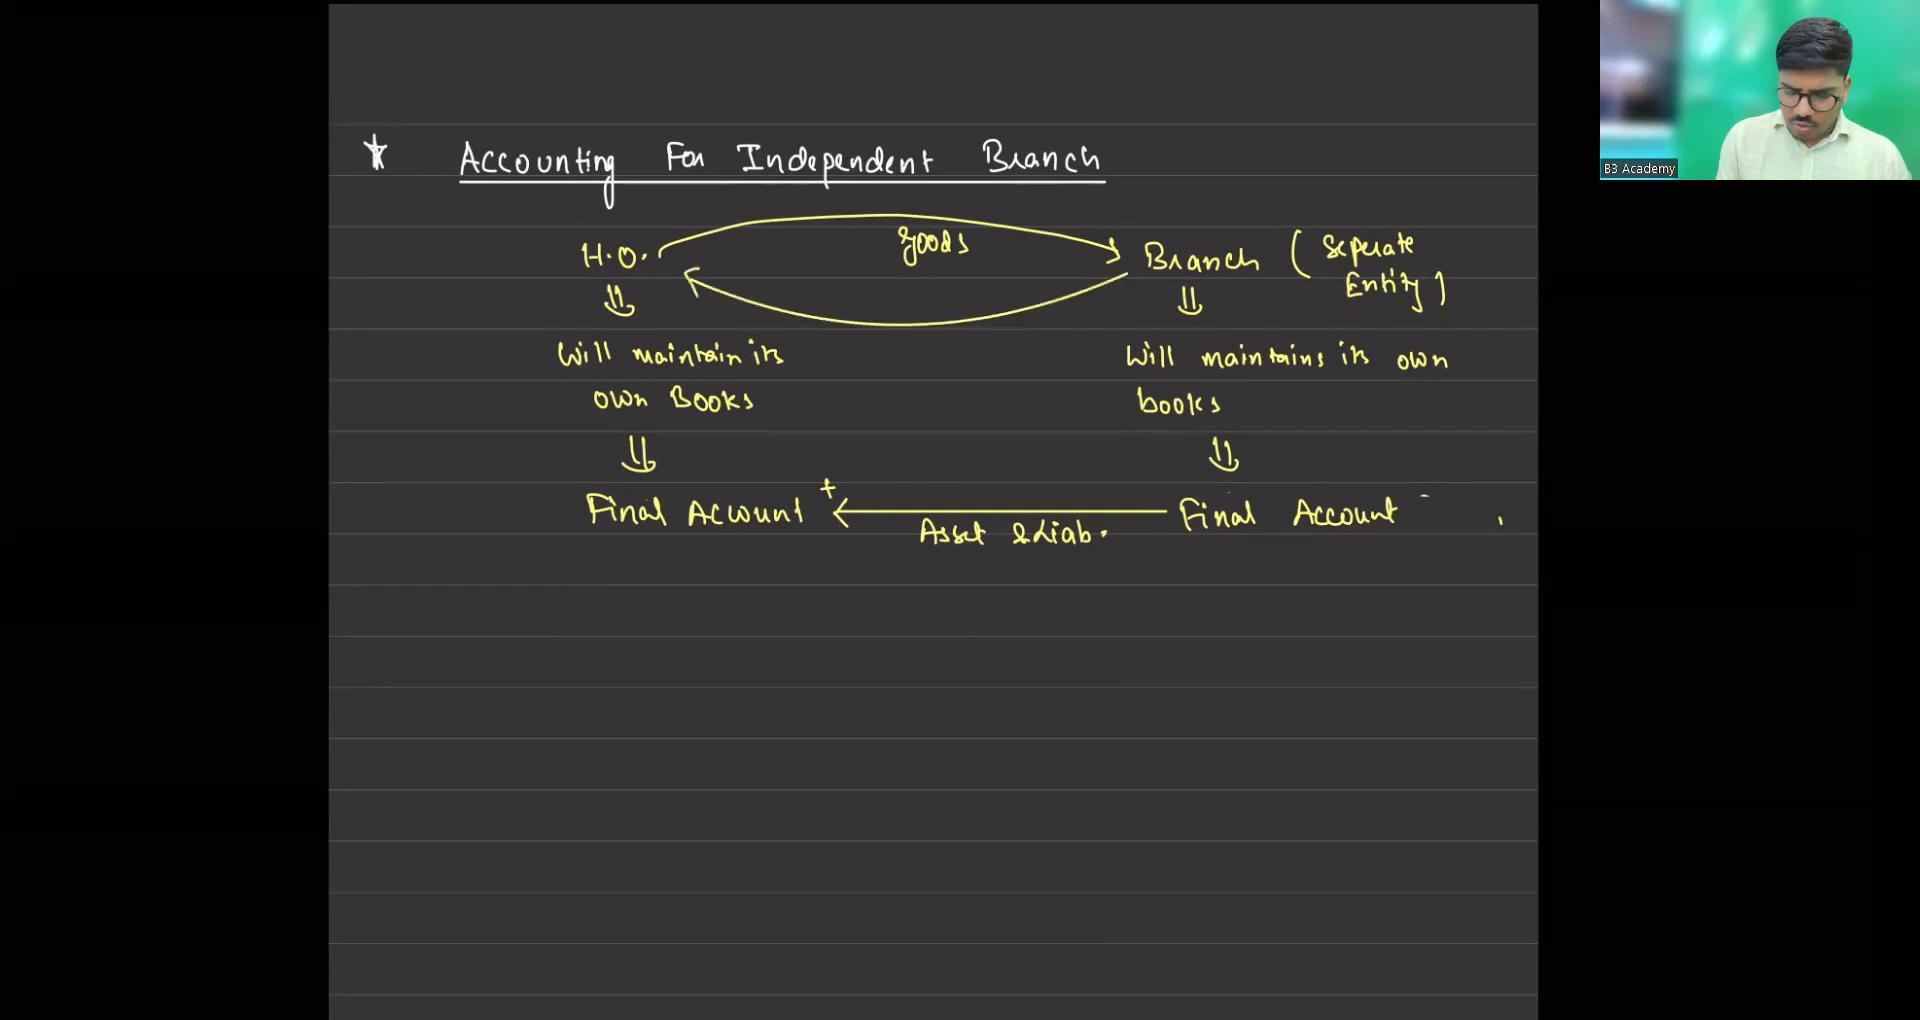 * Accounting For Independent Branch
H.O. goods Branch (Seperate
Entity)
Will maintain its Will maintains its own
own Books books
Final Account + Asset & Liab. Final Account
B3 Academy